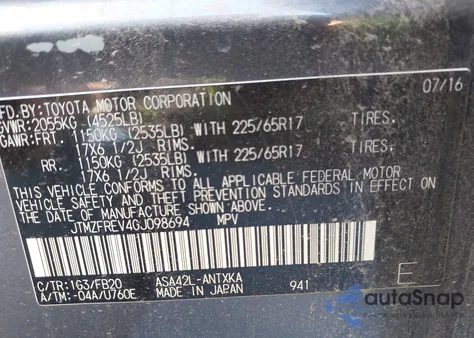 MFD. BY: TOYOTA MOTOR CORPORATION 07/16
GVWR: 2055KG (4525LB)
GAWR: FRT. 1150KG (2535LB) WITH 225/65R17 TIRES.
17X6 1/2J RIMS.
RR. 1150KG (2535LB) WITH 225/65R17 TIRES.
17X6 1/2J RIMS.
THIS VEHICLE CONFORMS TO ALL APPLICABLE FEDERAL MOTOR
VEHICLE SAFETY AND THEFT PREVENTION STANDARDS IN EFFECT
ON THE DATE OF MANUFACTURE SHOWN ABOVE.
JTMZFREV4GJ098694 MPV
C/TR: 1G3/FB20 ASA42L-ANTXKA
A/TM: -04A/U760E MADE IN JAPAN 941 E
autoSnap